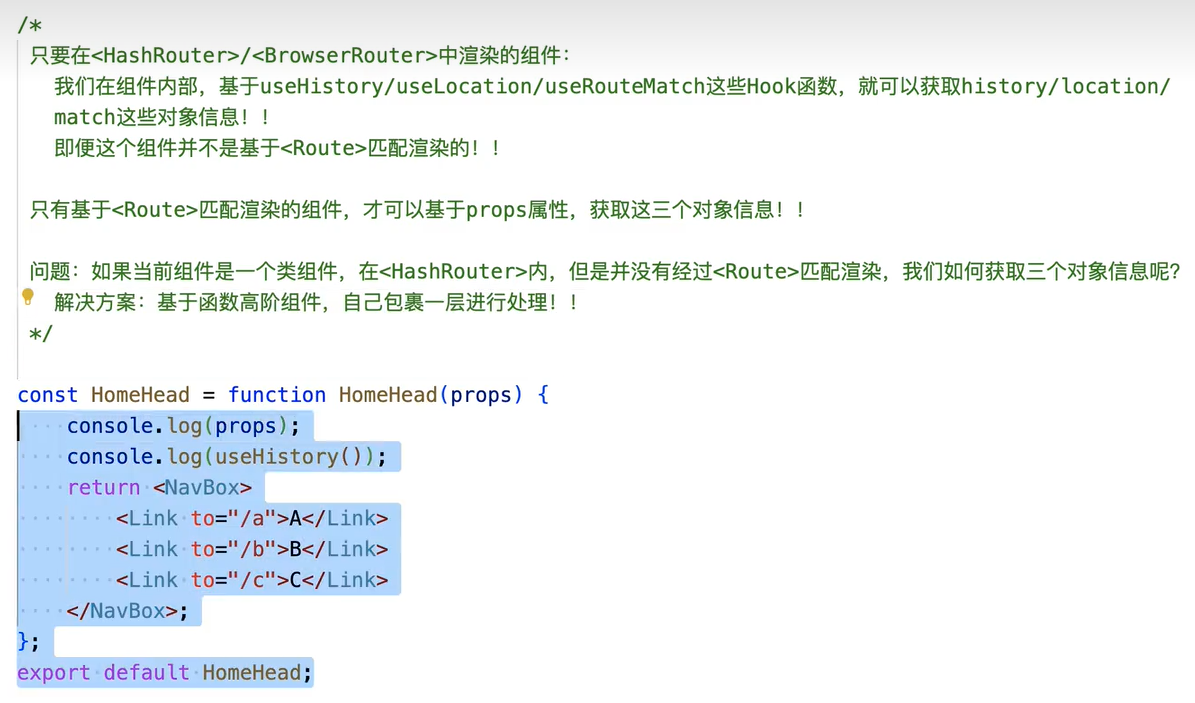 /*
只要在<HashRouter>/<BrowserRouter>中渲染的组件：
我们在组件内部，基于useHistory/useLocation/useRouteMatch这些Hook函数，就可以获取history/location/
match这些对象信息！！
即便这个组件并不是基于<Route>匹配渲染的！！
只有基于<Route>匹配渲染的组件，才可以基于props属性，获取这三个对象信息！！
问题：如果当前组件是一个类组件，在<HashRouter>内，但是并没有经过<Route>匹配渲染，我们如何获取三个对象信息呢？
解决方案：基于函数高阶组件，自己包裹一层进行处理！！
*/
const HomeHead = function HomeHead(props) {
console.log(props);
console.log(useHistory());
return <NavBox>
<Link to="/a">A</Link>
<Link to="/b">B</Link>
<Link to="/c">C</Link>
</NavBox>;
};
export default HomeHead;